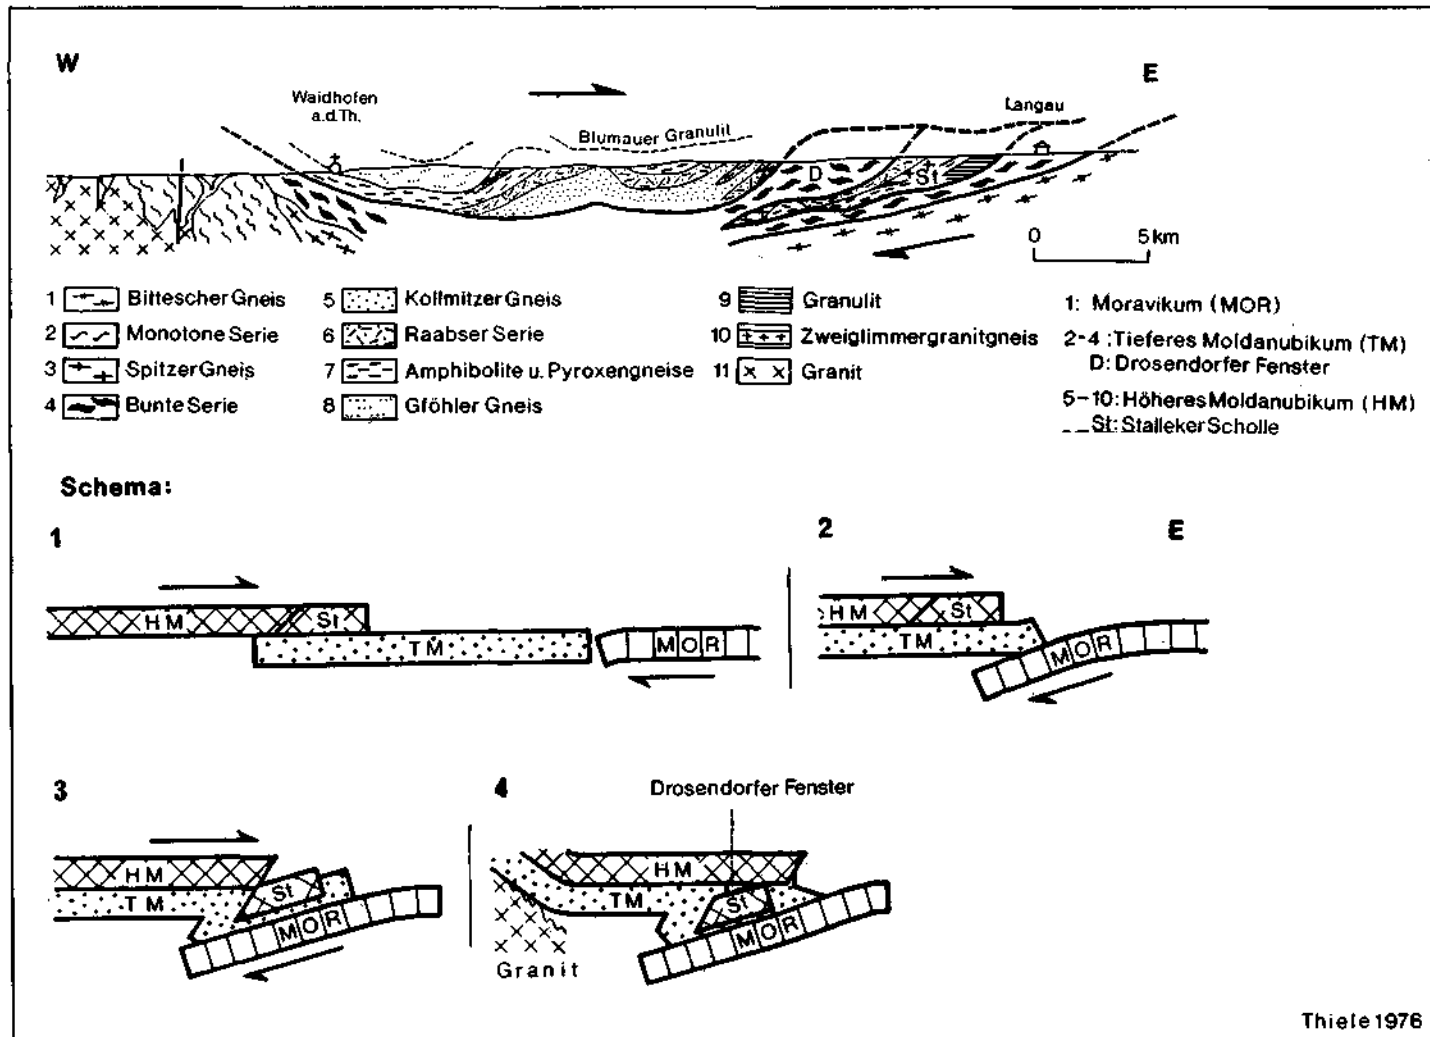 W
E
Waidhofen
a.d.Th.
Langau
Blumauer Granulit
D
St
0 5km
1 Bittescher Gneis
2 Monotone Serie
3 Spitzer Gneis
4 Bunte Serie
5 Kollmitzer Gneis
6 Raabser Serie
7 Amphibolite u. Pyroxengneise
8 Gföhler Gneis
9 Granulit
10 Zweiglimmergranitgneis
11 Granit
1: Moravikum (MOR)
2-4: Tieferes Moldanubikum (TM)
D: Drosendorfer Fenster
5-10: Höheres Moldanubikum (HM)
St: Stalleker Scholle
Schema:
1
HM St
TM
MOR
2
E
HM St
TM
MOR
3
HM
St
TM
MOR
4
Drosendorfer Fenster
HM
TM
St
MOR
Granit
Thiele 1976